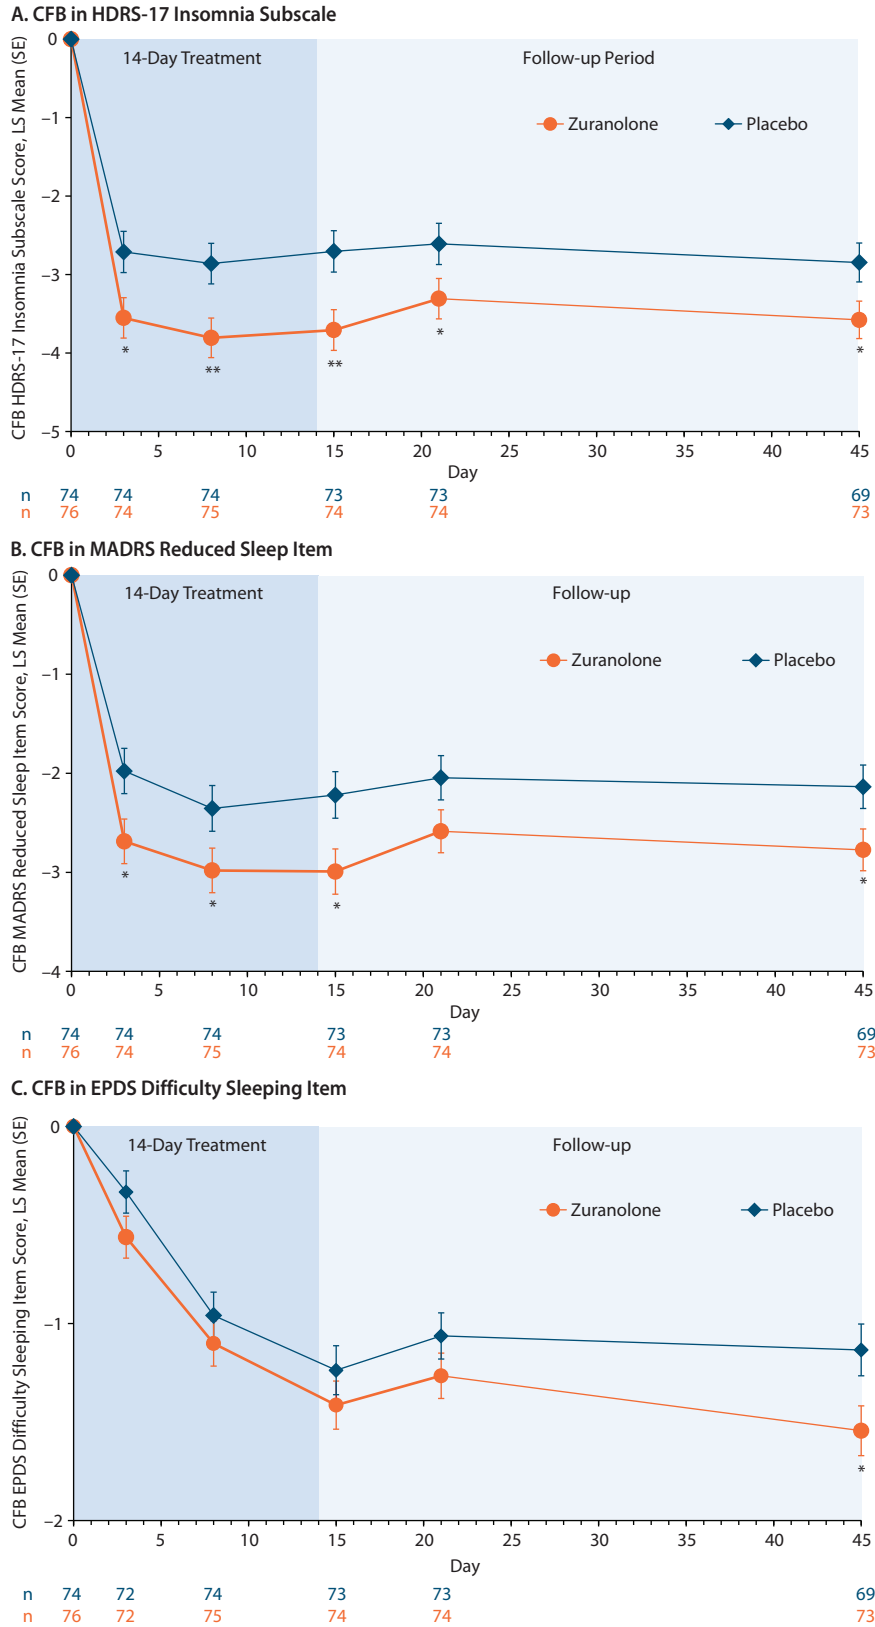 A. CFB in HDRS-17 Insomnia Subscale
CFB HDRS-17 Insomnia Subscale Score, LS Mean (SE)
14-Day Treatment Follow-up Period
Zuranolone Placebo
0
–1
–2
–3
–4
–5
* ** ** * *
0 5 10 15 20 25 30 35 40 45
Day
n 74 74 74 73 73 69
n 76 74 75 74 74 73
B. CFB in MADRS Reduced Sleep Item
CFB MADRS Reduced Sleep Item Score, LS Mean (SE)
14-Day Treatment Follow-up
Zuranolone Placebo
0
–1
–2
–3
–4
* * * *
0 5 10 15 20 25 30 35 40 45
Day
n 74 74 74 73 73 69
n 76 74 75 74 74 73
C. CFB in EPDS Difficulty Sleeping Item
CFB EPDS Difficulty Sleeping Item Score, LS Mean (SE)
14-Day Treatment Follow-up
Zuranolone Placebo
0
–1
–2
*
0 5 10 15 20 25 30 35 40 45
Day
n 74 72 74 73 73 69
n 76 72 75 74 74 73